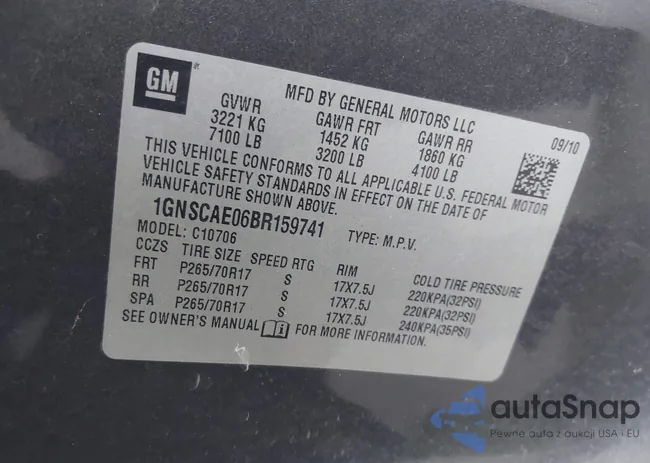 GM
MFD BY GENERAL MOTORS LLC
GVWR GAWR FRT GAWR RR 09/10
3221 KG 1452 KG 1860 KG
7100 LB 3200 LB 4100 LB
THIS VEHICLE CONFORMS TO ALL APPLICABLE U.S. FEDERAL MOTOR
VEHICLE SAFETY STANDARDS IN EFFECT ON THE DATE OF
MANUFACTURE SHOWN ABOVE.
1GNSCAE06BR159741 TYPE: M.P.V.
MODEL: C10706
CCZS TIRE SIZE SPEED RTG RIM COLD TIRE PRESSURE
FRT P265/70R17 S 17X7.5J 220KPA(32PSI)
RR P265/70R17 S 17X7.5J 220KPA(32PSI)
SPA P265/70R17 S 17X7.5J 240KPA(35PSI)
SEE OWNER'S MANUAL FOR MORE INFORMATION.
autaSnap
Pewne auta z aukcji USA i EU